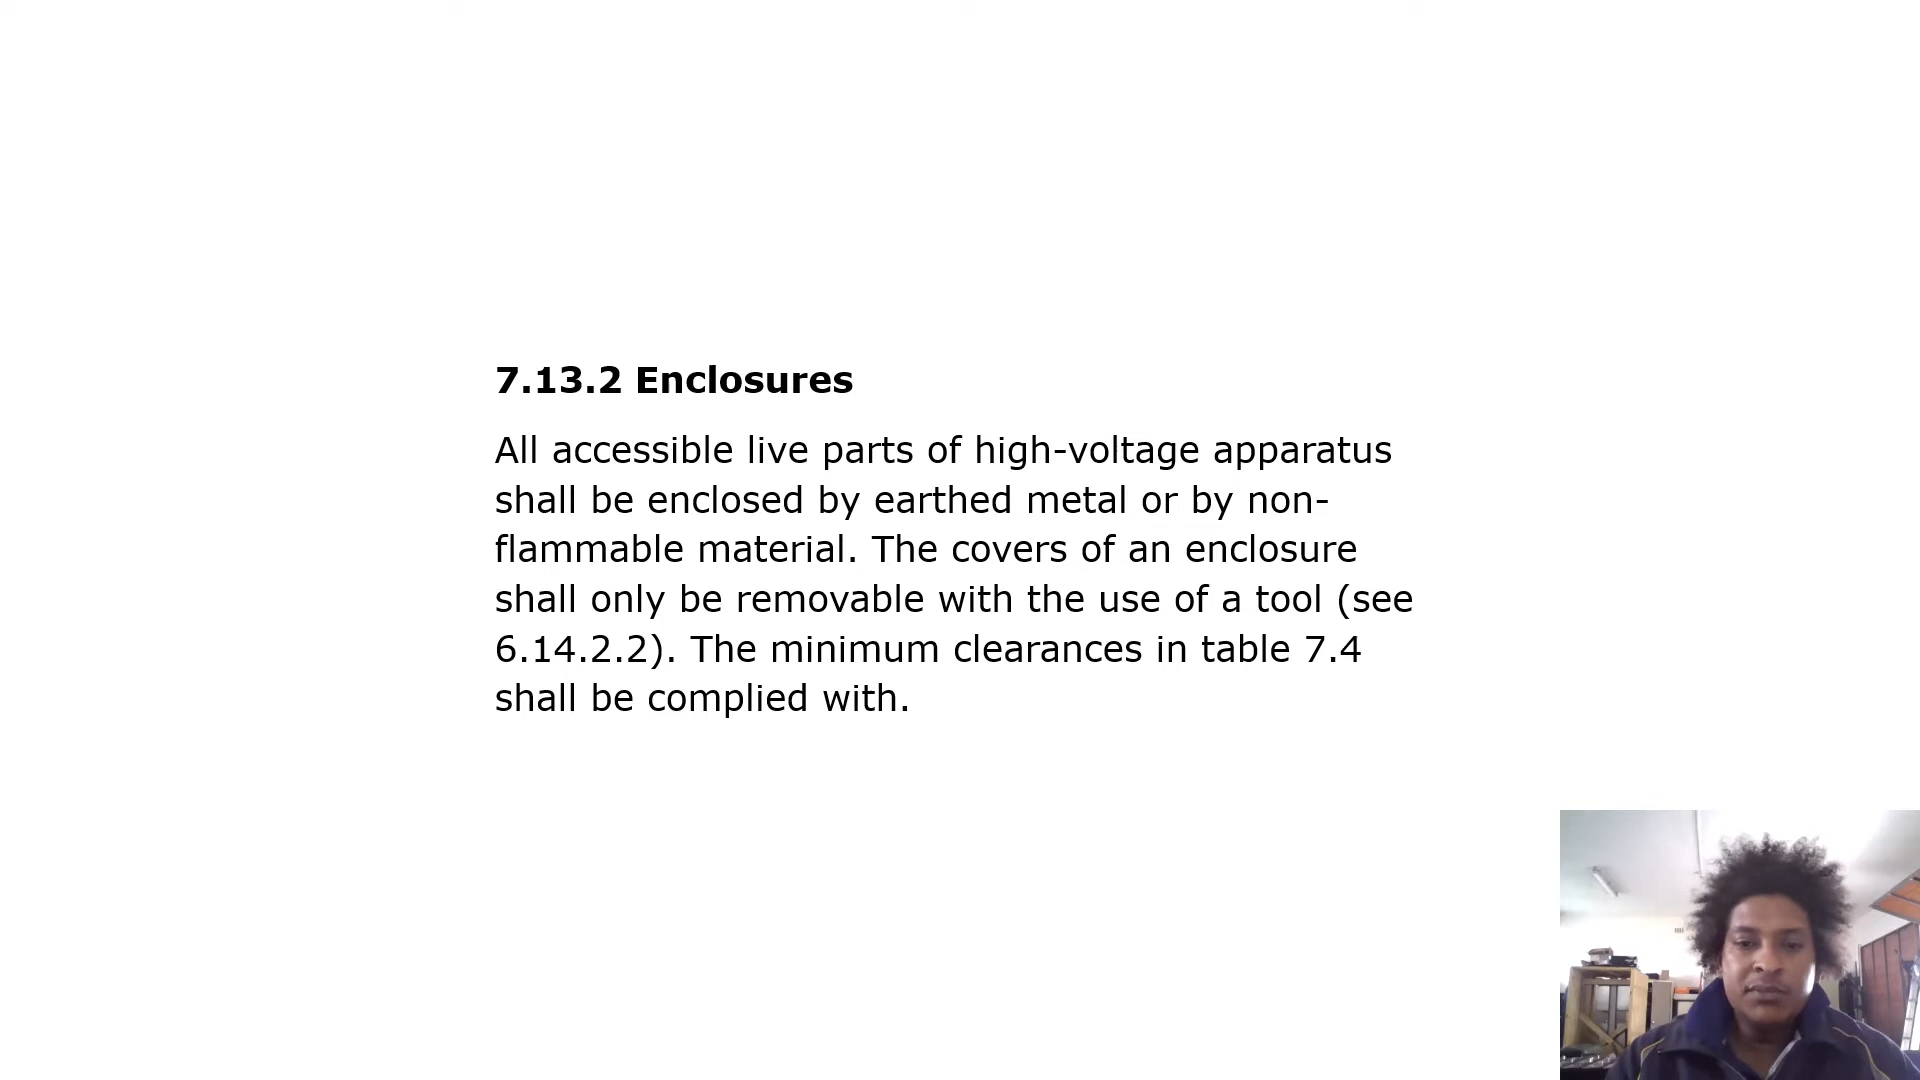 7.13.2 Enclosures
All accessible live parts of high-voltage apparatus
shall be enclosed by earthed metal or by non-
flammable material. The covers of an enclosure
shall only be removable with the use of a tool (see
6.14.2.2). The minimum clearances in table 7.4
shall be complied with.